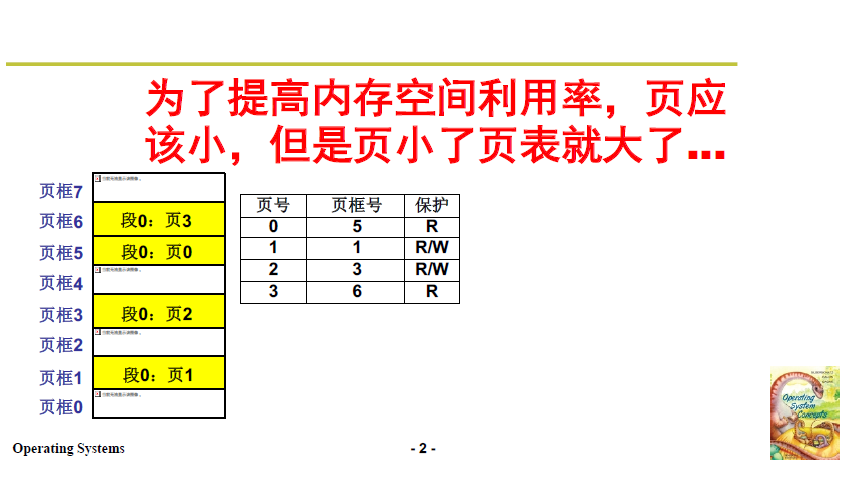 为了提高内存空间利用率，页应
该小，但是页小了页表就大了...
页框7
页框6 段0：页3
页框5 段0：页0
页框4
页框3 段0：页2
页框2
页框1 段0：页1
页框0
页号 页框号 保护
0 5 R
1 1 R/W
2 3 R/W
3 6 R
Operating
System
Concepts
Operating Systems
- 2 -